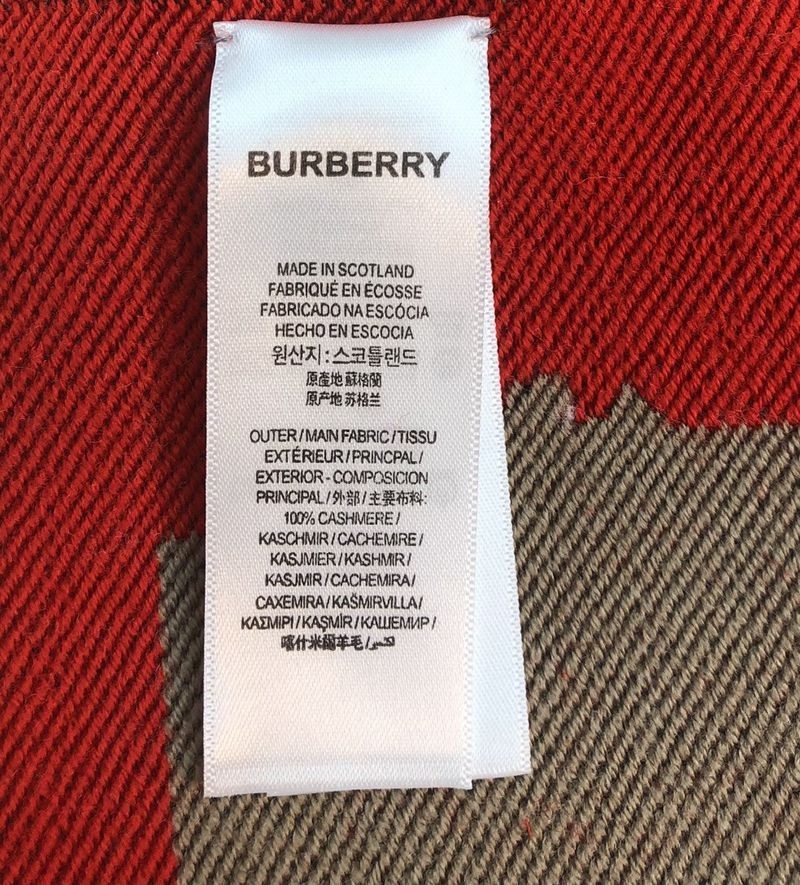 BURBERRY
MADE IN SCOTLAND
FABRIQUÉ EN ÉCOSSE
FABRICADO NA ESCÓCIA
HECHO EN ESCOCIA
원산지 : 스코틀랜드
原產地 蘇格蘭
原产地 苏格兰
OUTER / MAIN FABRIC / TISSU
EXTÉRIEUR / PRINCPAL /
EXTERIOR - COMPOSICION
PRINCIPAL / 外部 / 主要布料:
100% CASHMERE /
KASCHMIR / CACHEMIRE /
KASJMIER / KASHMIR /
KASJMIR / CACHEMIRA /
CAXEMIRA / KAŠMIRVILLA /
ΚΑΣΜΙΡΙ / KAŞMİR / КАШЕМИР /
喀什米爾羊毛 /